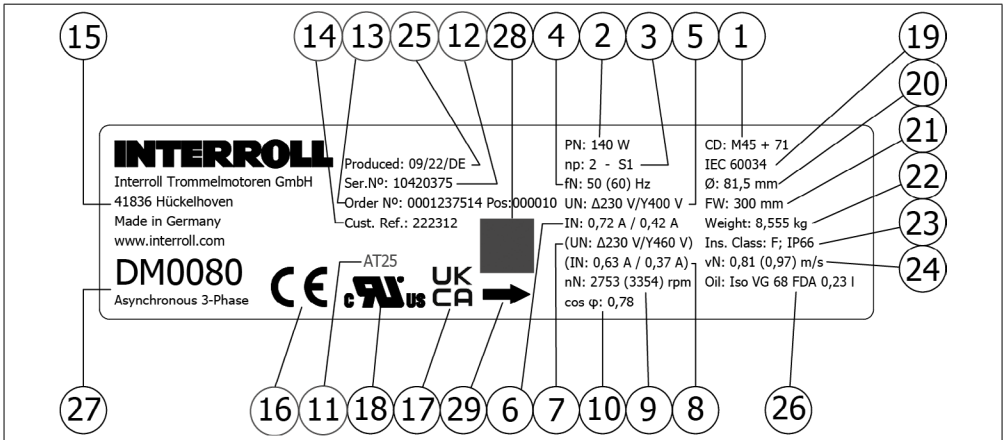 15 14 13 25 12 28 4 2 3 5 1 19
20
21
22
23
24
INTERROLL
Interroll Trommelmotoren GmbH
41836 Hückelhoven
Made in Germany
www.interroll.com
DM0080
Asynchronous 3-Phase
Produced: 09/22/DE
Ser.Nº: 10420375
Order Nº: 0001237514 Pos:000010
Cust. Ref.: 222312
AT25
CE
c UR US
UK
CA
PN: 140 W
np: 2 - S1
fN: 50 (60) Hz
UN: Δ230 V/Y400 V
IN: 0,72 A / 0,42 A
(UN: Δ230 V/Y460 V)
(IN: 0,63 A / 0,37 A)
nN: 2753 (3354) rpm
cos φ: 0,78
CD: M45 + 71
IEC 60034
Ø: 81,5 mm
FW: 300 mm
Weight: 8,555 kg
Ins. Class: F; IP66
vN: 0,81 (0,97) m/s
Oil: Iso VG 68 FDA 0,23 l
27 16 11 18 17 29 6 7 10 9 8 26